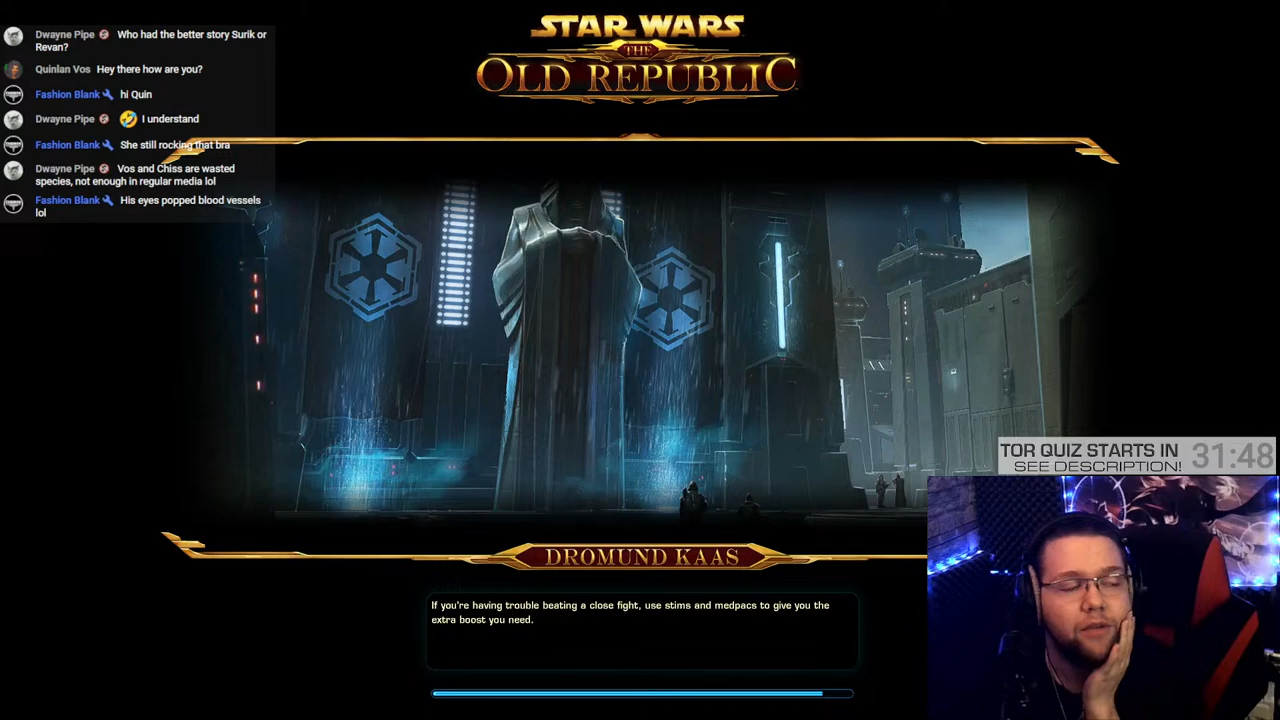 Dwayne Pipe Who had the better story Surik or
Revan?
Quinlan Vos Hey there how are you?
Fashion Blank hi Quin
Dwayne Pipe 🤣 I understand
Fashion Blank She still rocking that bra
Dwayne Pipe Vos and Chiss are wasted
species, not enough in regular media lol
Fashion Blank His eyes popped blood vessels
lol
STAR WARS
THE
OLD REPUBLIC
TOR QUIZ STARTS IN 31:48
SEE DESCRIPTION!
DROMUND KAAS
If you're having trouble beating a close fight, use stims and medpacs to give you the
extra boost you need.